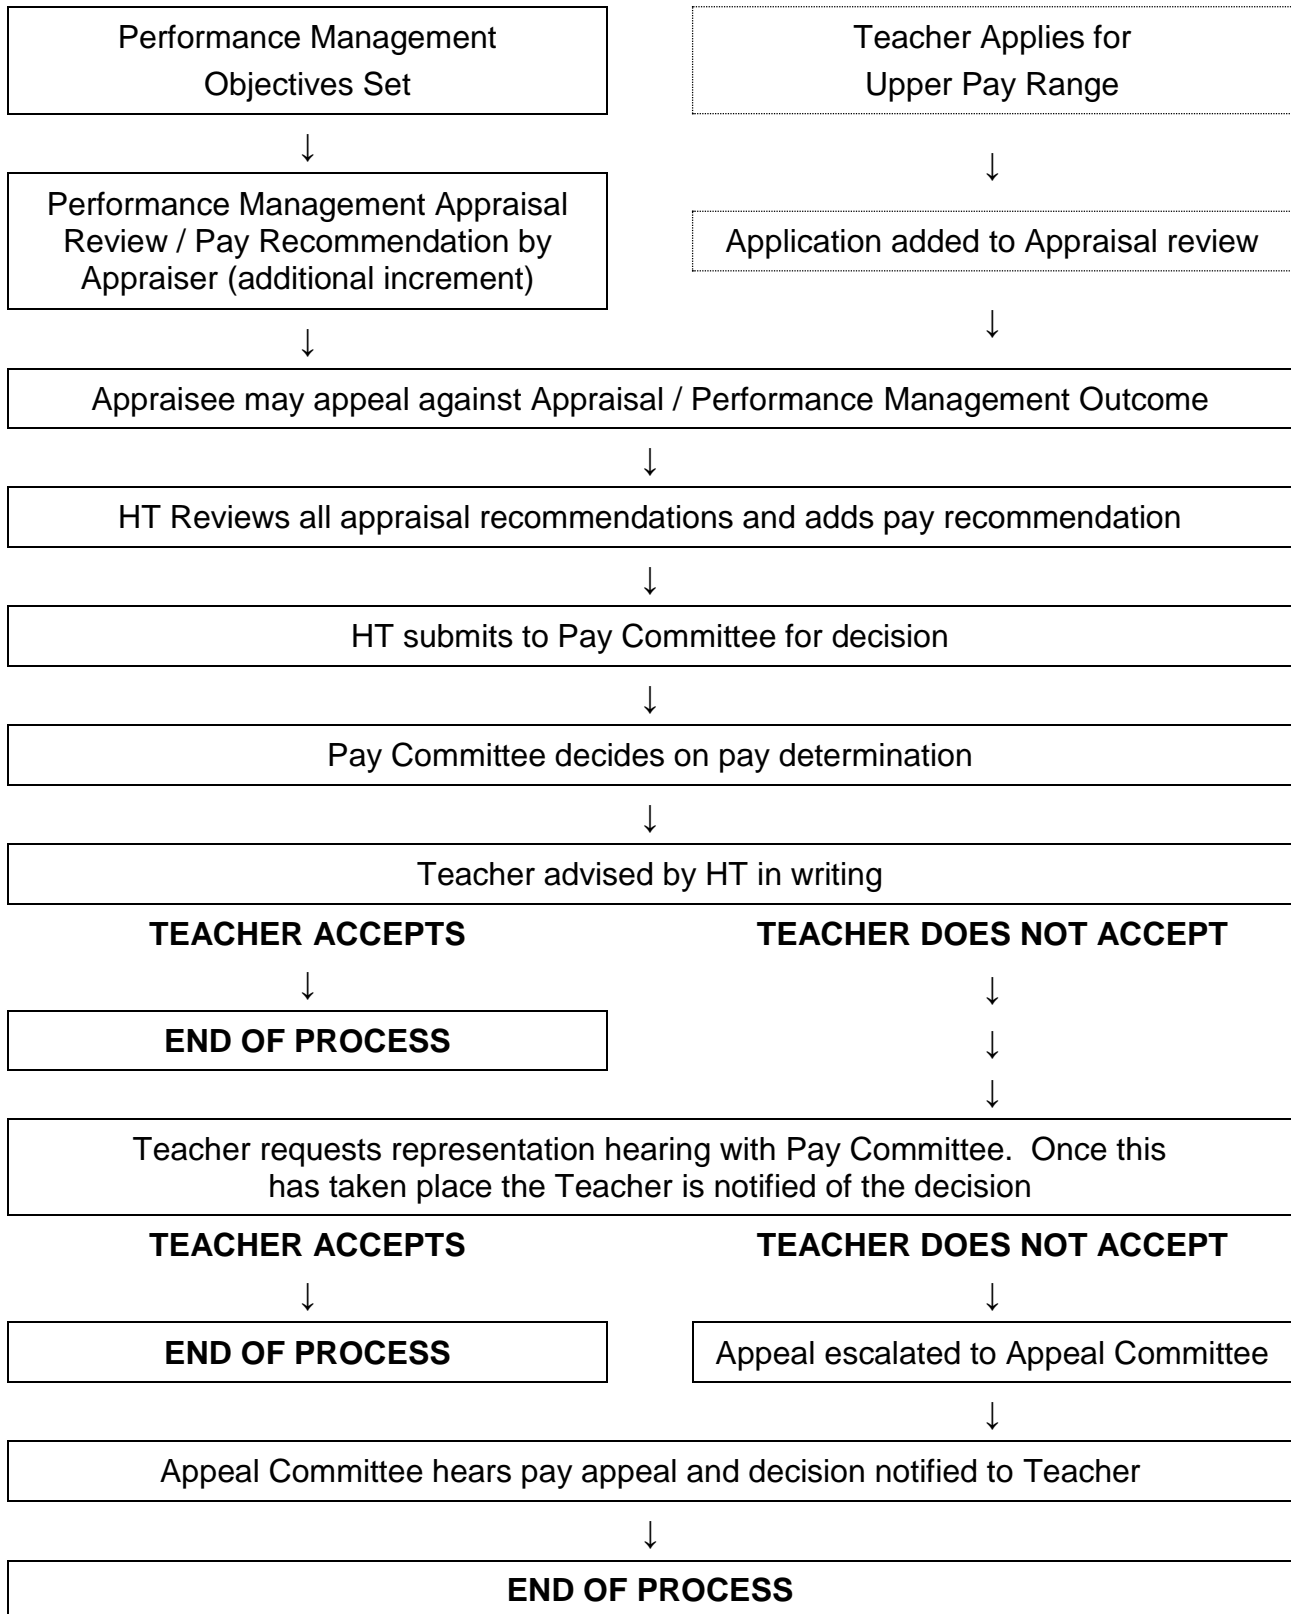 Performance Management
Objectives Set
Teacher Applies for
Upper Pay Range
↓
↓
Performance Management Appraisal
Review / Pay Recommendation by
Appraiser (additional increment)
Application added to Appraisal review
↓
↓
Appraisee may appeal against Appraisal / Performance Management Outcome
↓
HT Reviews all appraisal recommendations and adds pay recommendation
↓
HT submits to Pay Committee for decision
↓
Pay Committee decides on pay determination
↓
Teacher advised by HT in writing
TEACHER ACCEPTS
TEACHER DOES NOT ACCEPT
↓
↓
END OF PROCESS
↓
↓
Teacher requests representation hearing with Pay Committee.  Once this
has taken place the Teacher is notified of the decision
TEACHER ACCEPTS
TEACHER DOES NOT ACCEPT
↓
↓
END OF PROCESS
Appeal escalated to Appeal Committee
↓
Appeal Committee hears pay appeal and decision notified to Teacher
↓
END OF PROCESS